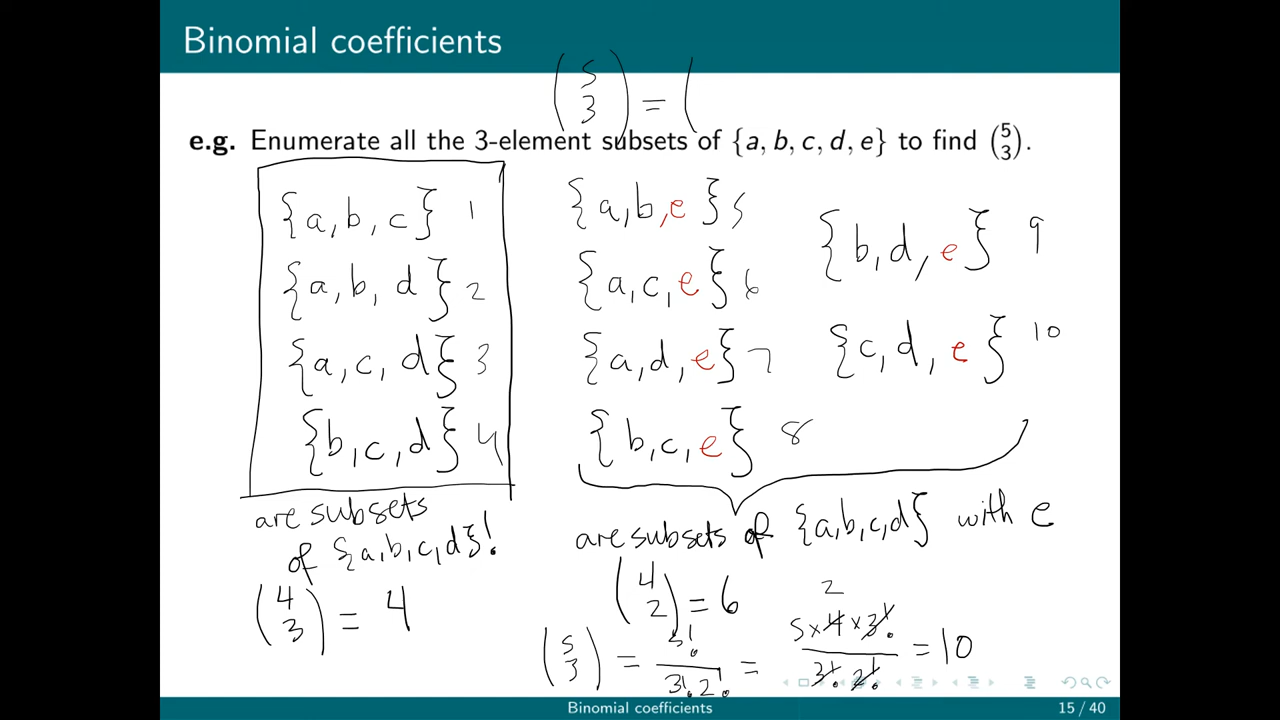 Binomial coefficients
(5 3) = (
e.g. Enumerate all the 3-element subsets of {a, b, c, d, e} to find (5 3).
{a, b, c} 1
{a, b, d} 2
{a, c, d} 3
{b, c, d} 4
are subsets
of {a,b,c,d}!
(4 3) = 4
{a, b, e} 5
{a, c, e} 6
{a, d, e} 7
{b, c, e} 8
{b, d, e} 9
{c, d, e} 10
are subsets of {a,b,c,d} with e
(4 2) = 6
(5 3) = 5! / 3! 2! = 5 × 4 × 3! / 3! 2! = 10
2
Binomial coefficients
15 / 40